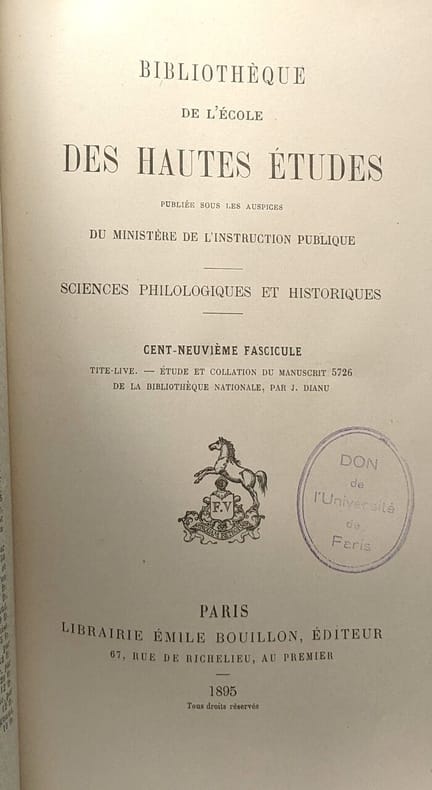 BIBLIOTHÈQUE
DE L'ÉCOLE
DES HAUTES ÉTUDES
PUBLIÉE SOUS LES AUSPICES
DU MINISTÈRE DE L'INSTRUCTION PUBLIQUE
SCIENCES PHILOLOGIQUES ET HISTORIQUES
CENT-NEUVIÈME FASCICULE
TITE-LIVE. — ÉTUDE ET COLLATION DU MANUSCRIT 5726
DE LA BIBLIOTHÈQUE NATIONALE, PAR J. DIANU
F.V
DON
de
l'Université
de
Paris
PARIS
LIBRAIRIE ÉMILE BOUILLON, ÉDITEUR
67, RUE DE RICHELIEU, AU PREMIER
1895
Tous droits réservés